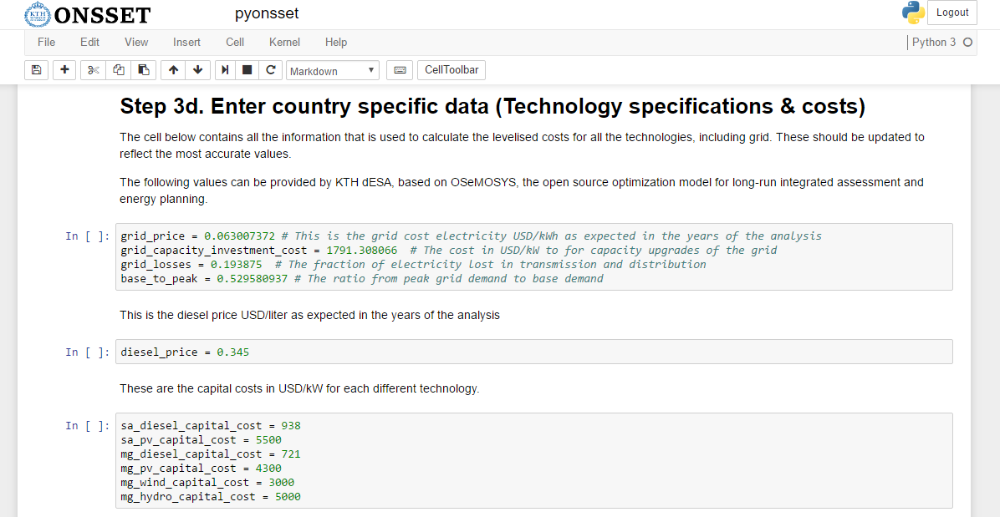 KTH ONSSET pyonsset Logout
File Edit View Insert Cell Kernel Help Python 3
Markdown CellToolbar
Step 3d. Enter country specific data (Technology specifications & costs)
The cell below contains all the information that is used to calculate the levelised costs for all the technologies, including grid. These should be updated to
reflect the most accurate values.
The following values can be provided by KTH dESA, based on OSeMOSYS, the open source optimization model for long-run integrated assessment and
energy planning.
In [ ]: grid_price = 0.063007372 # This is the grid cost electricity USD/kWh as expected in the years of the analysis
grid_capacity_investment_cost = 1791.308066 # The cost in USD/kW to for capacity upgrades of the grid
grid_losses = 0.193875 # The fraction of electricity lost in transmission and distribution
base_to_peak = 0.529580937 # The ratio from peak grid demand to base demand
This is the diesel price USD/liter as expected in the years of the analysis
In [ ]: diesel_price = 0.345
These are the capital costs in USD/kW for each different technology.
In [ ]: sa_diesel_capital_cost = 938
sa_pv_capital_cost = 5500
mg_diesel_capital_cost = 721
mg_pv_capital_cost = 4300
mg_wind_capital_cost = 3000
mg_hydro_capital_cost = 5000